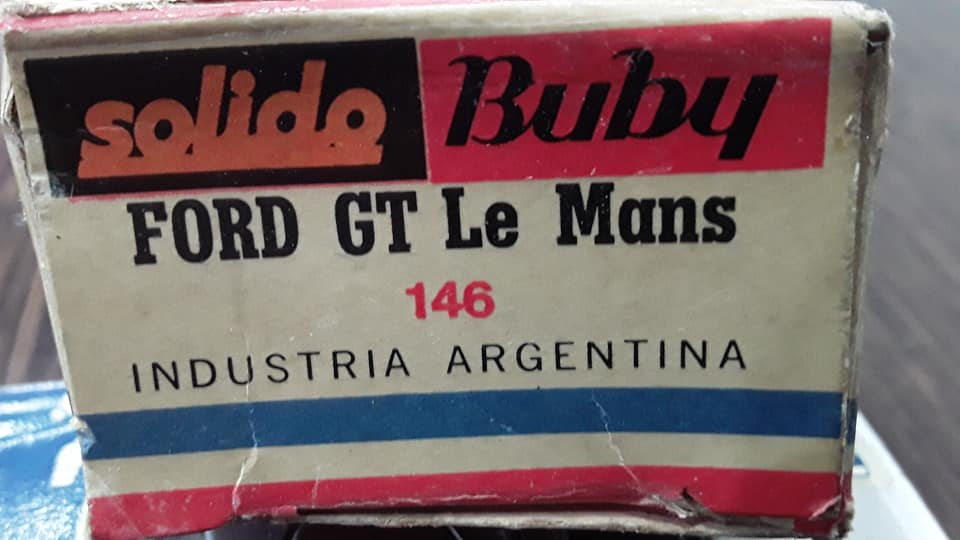 solido Buby
FORD GT Le Mans
146
INDUSTRIA ARGENTINA